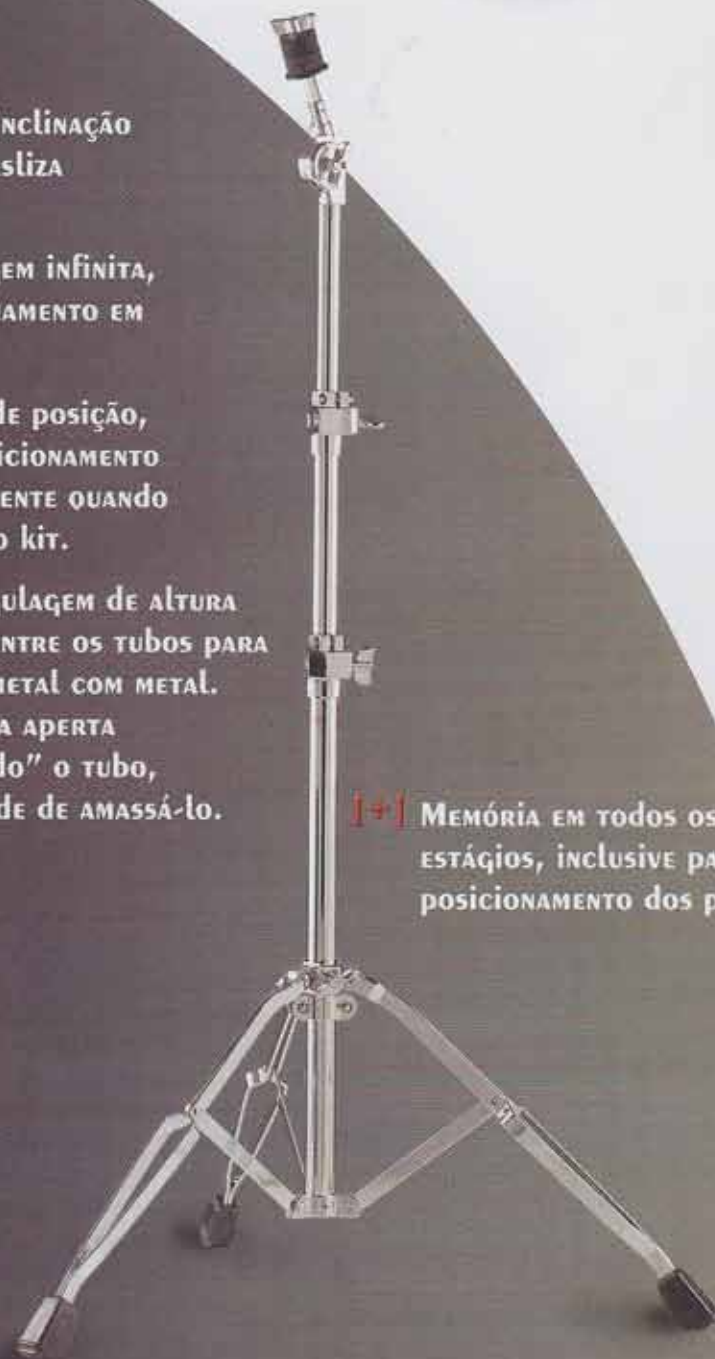 nclinação
sliza
em infinita,
amento em
de posição,
icionamento
ente quando
o kit.
ulagem de altura
ntre os tubos para
metal com metal.
a aperta
do" o tubo,
de de amassá-lo.
[+] Memória em todos os
estágios, inclusive pa
posicionamento dos p